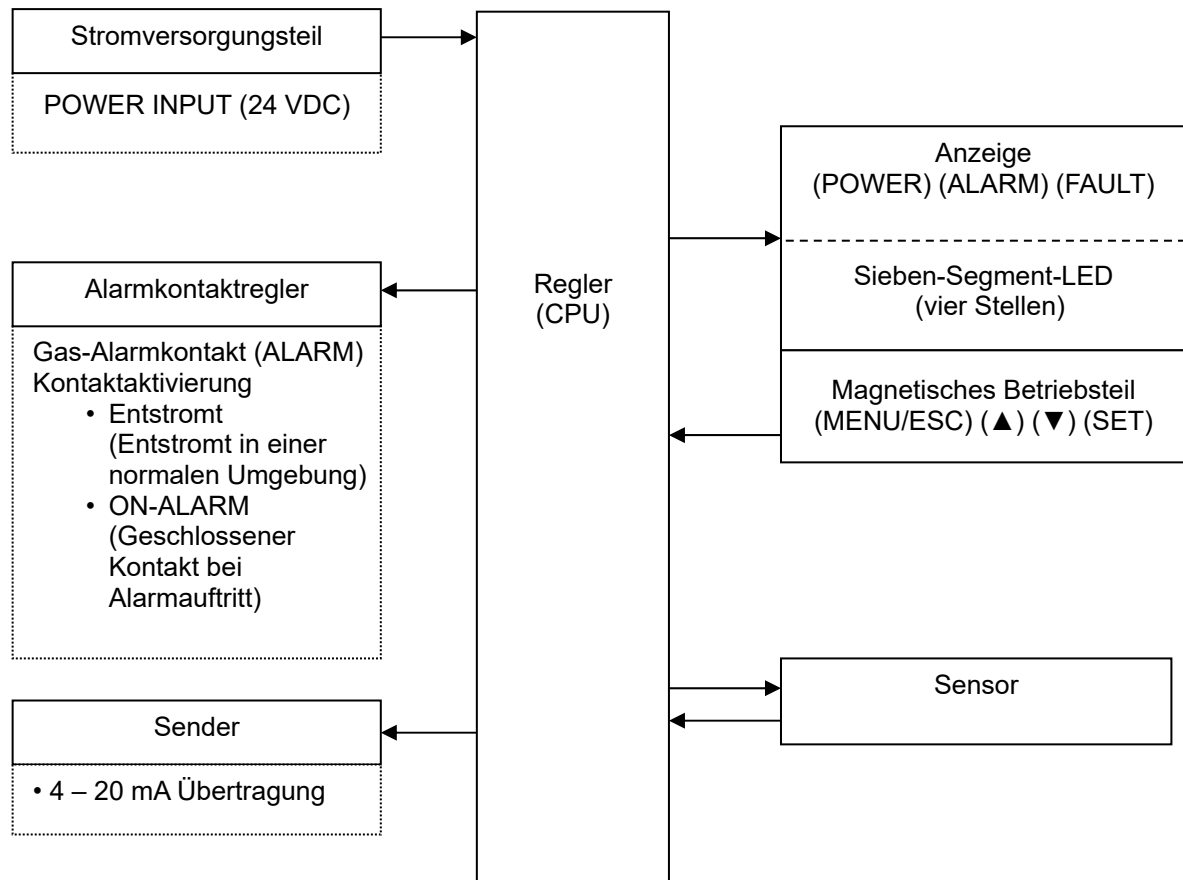 Stromversorgungsteil
POWER INPUT (24 VDC)
Alarmkontaktregler
Gas-Alarmkontakt (ALARM)
Kontaktaktivierung
• Entstromt
(Entstromt in einer
normalen Umgebung)
• ON-ALARM
(Geschlossener
Kontakt bei
Alarmauftritt)
Sender
• 4 – 20 mA Übertragung
Regler
(CPU)
Anzeige
(POWER) (ALARM) (FAULT)
Sieben-Segment-LED
(vier Stellen)
Magnetisches Betriebsteil
(MENU/ESC) (▲) (▼) (SET)
Sensor